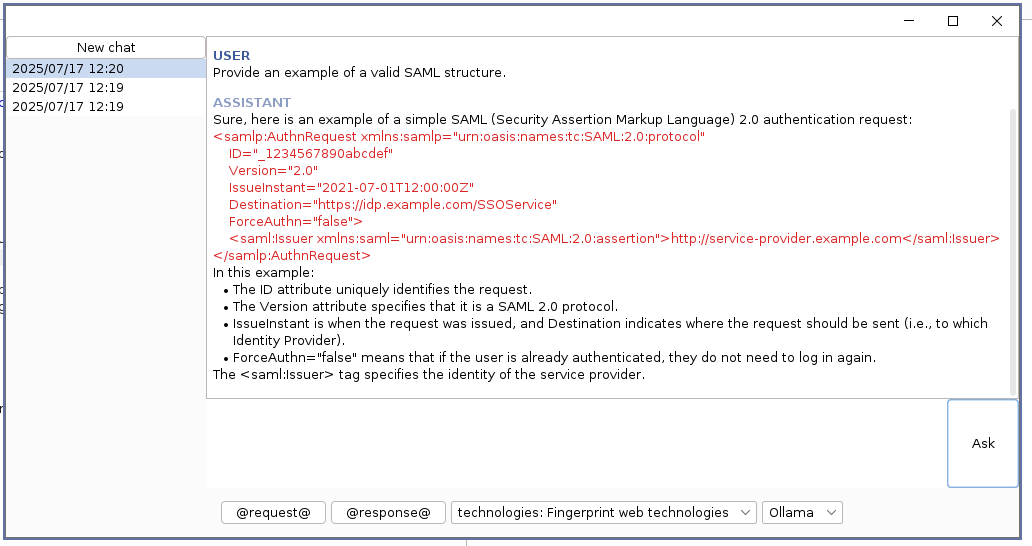 New chat
2025/07/17 12:20
2025/07/17 12:19
2025/07/17 12:19
USER
Provide an example of a valid SAML structure.
ASSISTANT
Sure, here is an example of a simple SAML (Security Assertion Markup Language) 2.0 authentication request:
<samlp:AuthnRequest xmlns:samlp="urn:oasis:names:tc:SAML:2.0:protocol"
ID="_1234567890abcdef"
Version="2.0"
IssueInstant="2021-07-01T12:00:00Z"
Destination="https://idp.example.com/SSOService"
ForceAuthn="false">
<saml:Issuer xmlns:saml="urn:oasis:names:tc:SAML:2.0:assertion">http://service-provider.example.com</saml:Issuer>
</samlp:AuthnRequest>
In this example:
• The ID attribute uniquely identifies the request.
• The Version attribute specifies that it is a SAML 2.0 protocol.
• IssueInstant is when the request was issued, and Destination indicates where the request should be sent (i.e., to which
Identity Provider).
• ForceAuthn="false" means that if the user is already authenticated, they do not need to log in again.
The <saml:Issuer> tag specifies the identity of the service provider.
Ask
@request@ @response@ technologies: Fingerprint web technologies Ollama